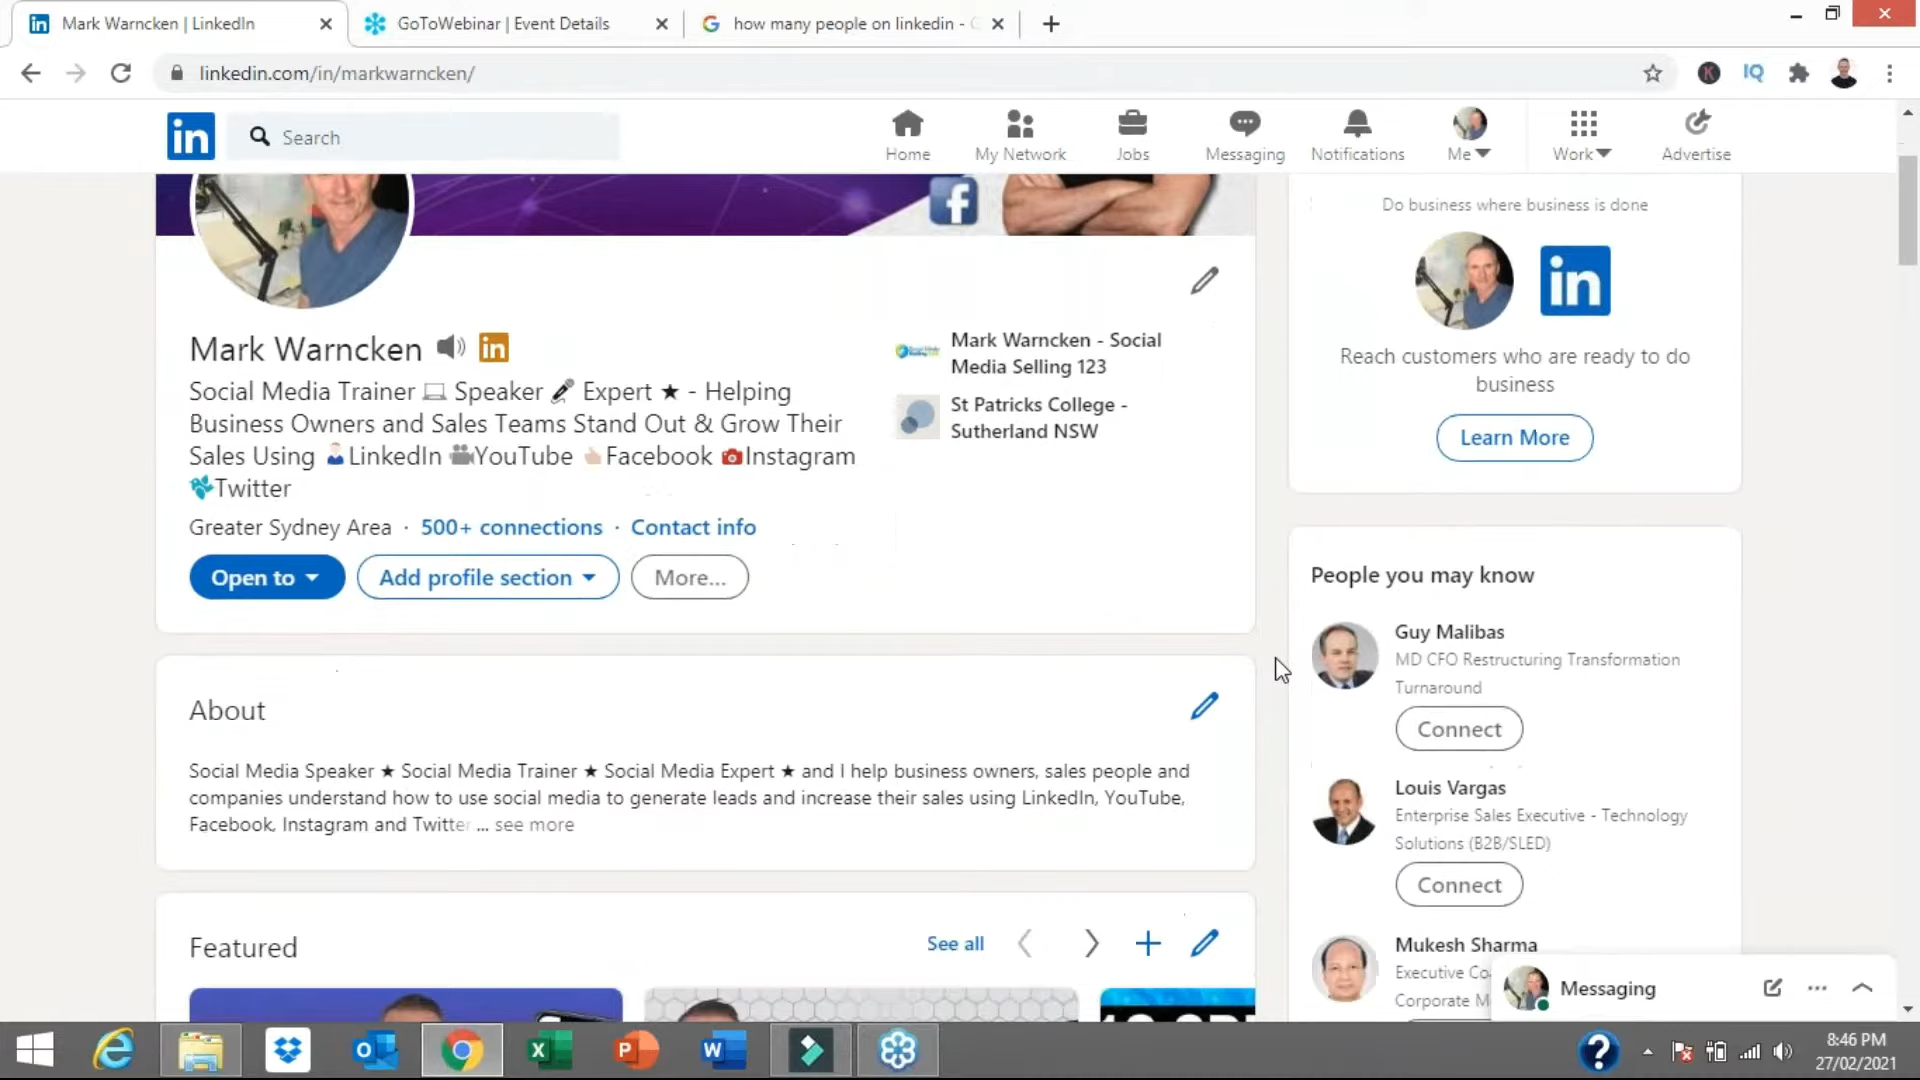 Mark Warncken | LinkedIn
GoToWebinar | Event Details
how many people on linkedin -
linkedin.com/in/markwarncken/
K
IQ
in
Search
Home
My Network
Jobs
Messaging
Notifications
Me
Work
Advertise
f
Do business where business is done
in
Reach customers who are ready to do
business
Learn More
Mark Warncken
in
Social Media Trainer 💻 Speaker 🎤 Expert ★ - Helping
Business Owners and Sales Teams Stand Out & Grow Their
Sales Using LinkedIn YouTube Facebook Instagram
Twitter
Greater Sydney Area · 500+ connections · Contact info
Open to
Add profile section
More...
Mark Warncken - Social
Media Selling 123
St Patricks College -
Sutherland NSW
About
Social Media Speaker ★ Social Media Trainer ★ Social Media Expert ★ and I help business owners, sales people and
companies understand how to use social media to generate leads and increase their sales using LinkedIn, YouTube,
Facebook, Instagram and Twitter ... see more
Featured
See all
People you may know
Guy Malibas
MD CFO Restructuring Transformation
Turnaround
Connect
Louis Vargas
Enterprise Sales Executive - Technology
Solutions (B2B/SLED)
Connect
Mukesh Sharma
Executive
Corporate
Messaging
8:46 PM
27/02/2021